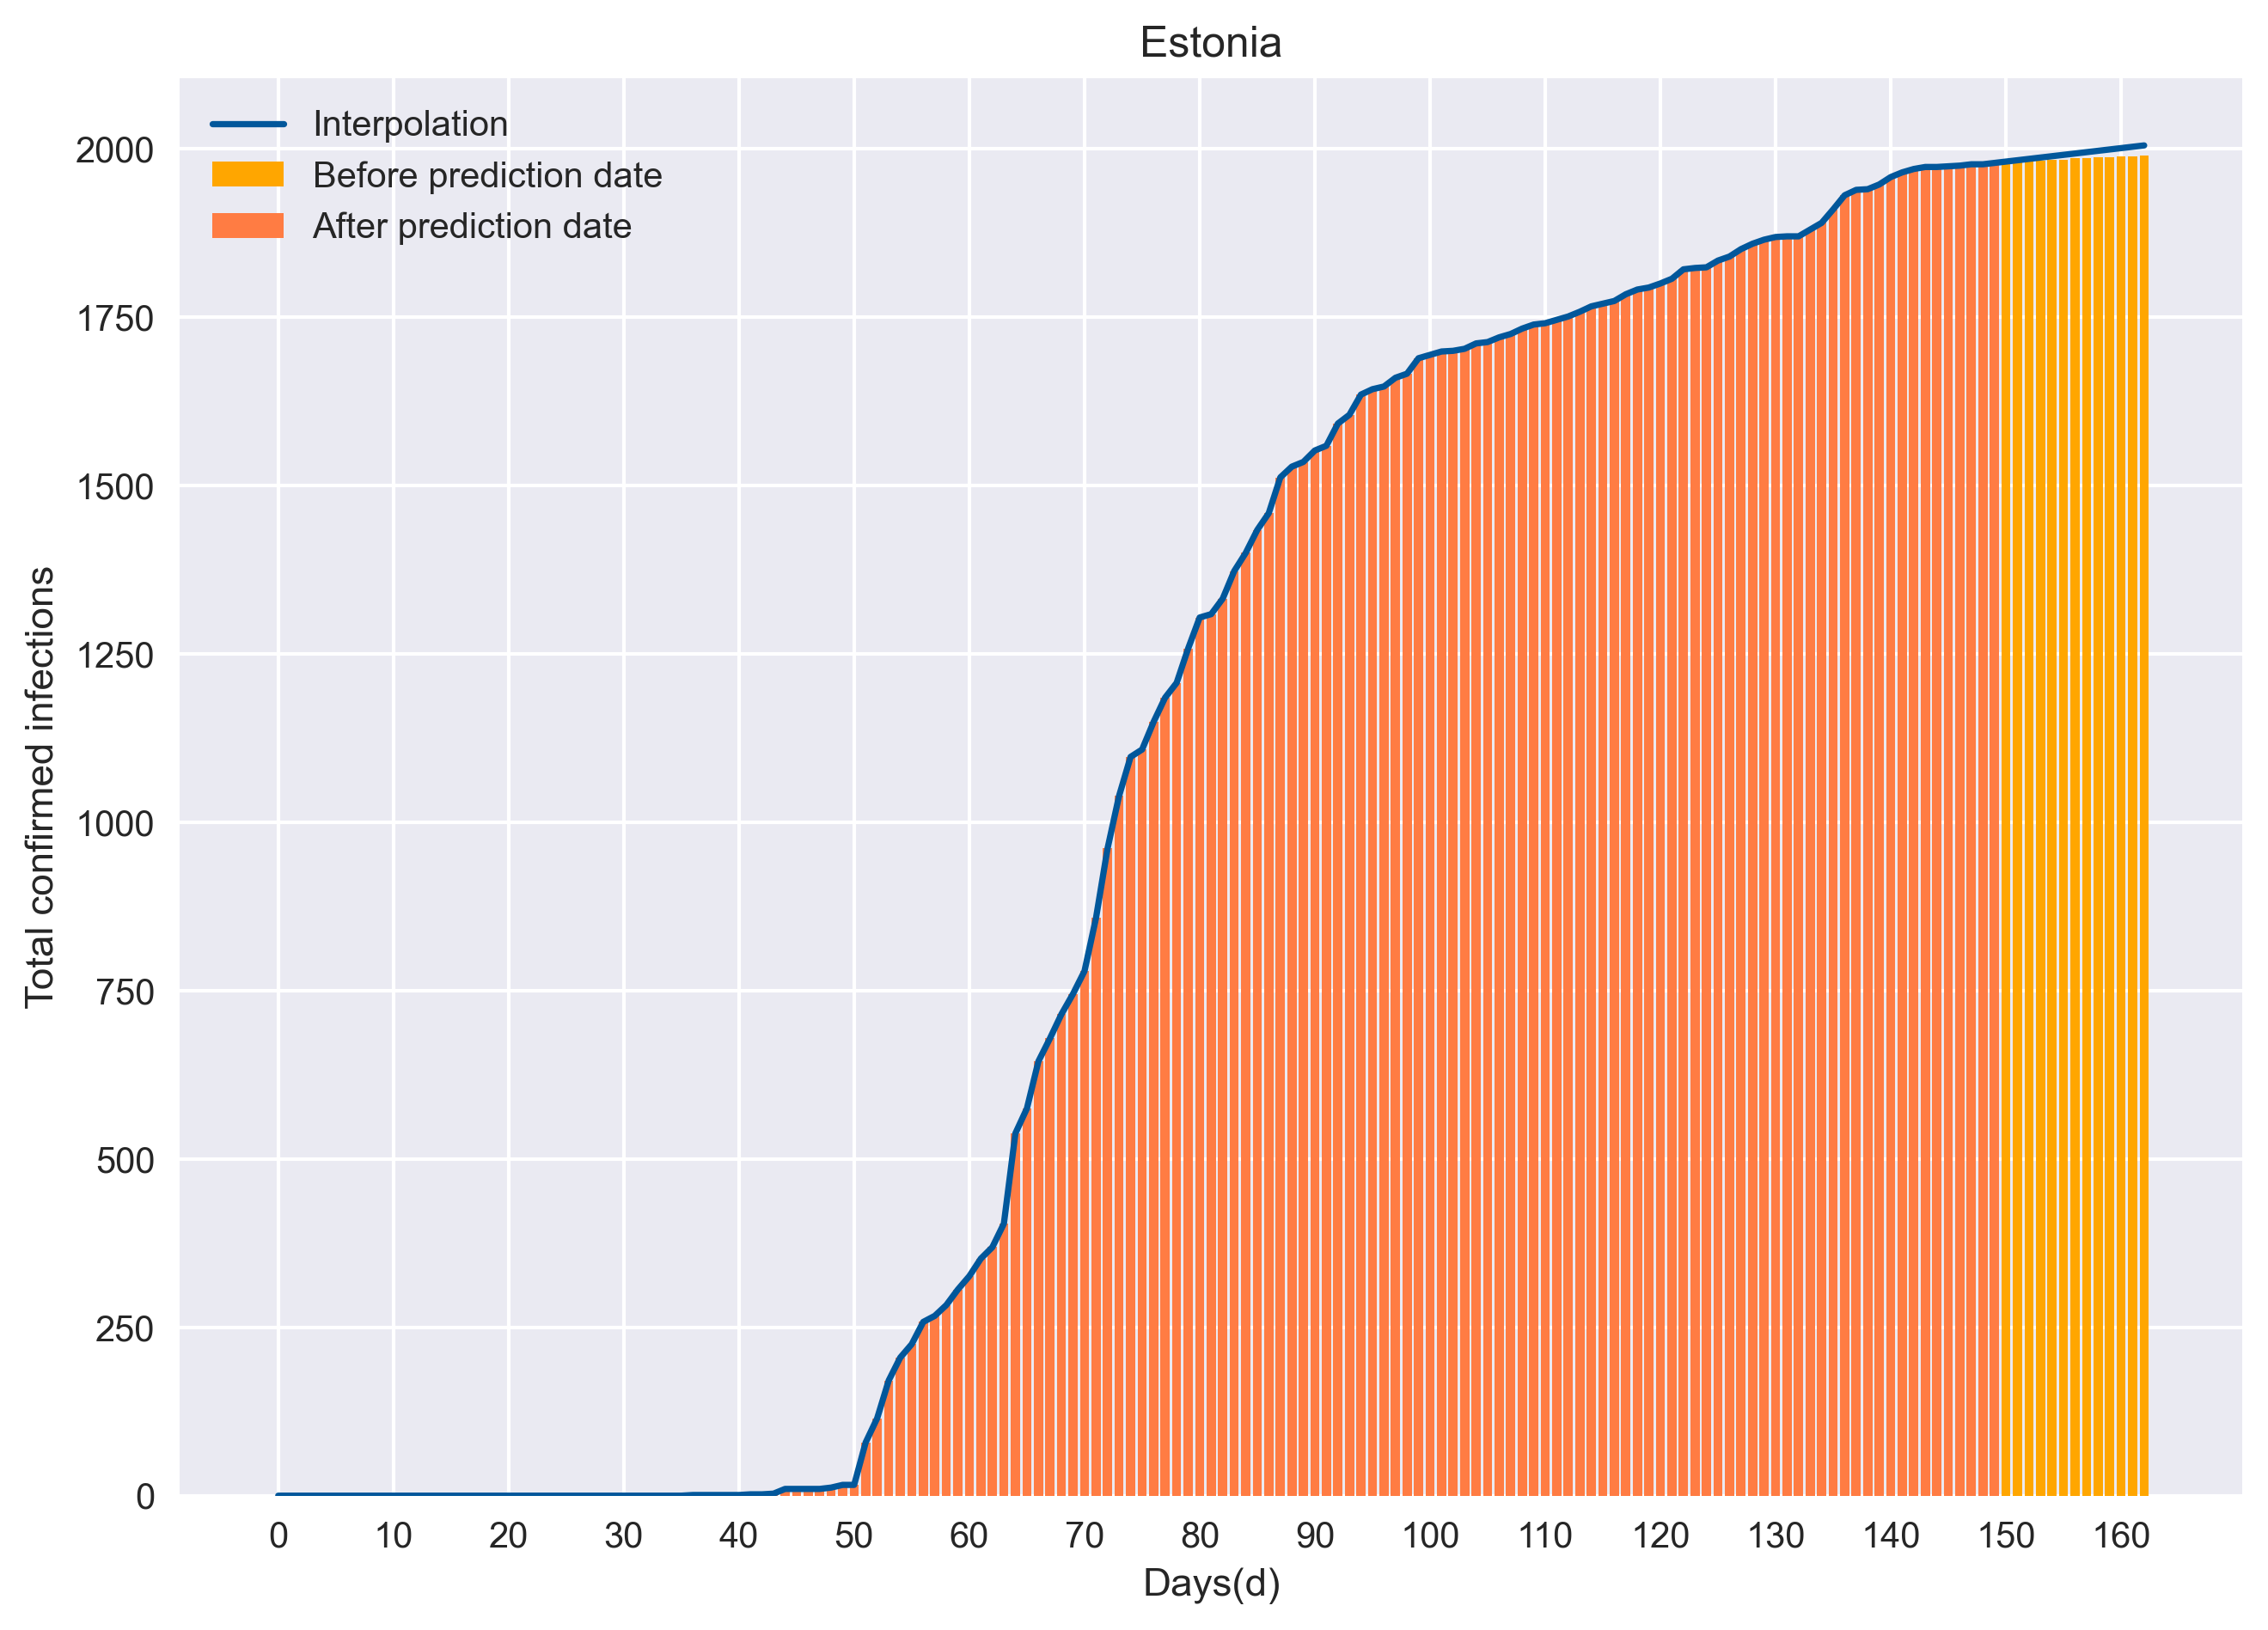 Estonia
Interpolation
Before prediction date
After prediction date
2000
1750
1500
1250
1000
750
500
250
0
Total confirmed infections
0 10 20 30 40 50 60 70 80 90 100 110 120 130 140 150 160
Days(d)